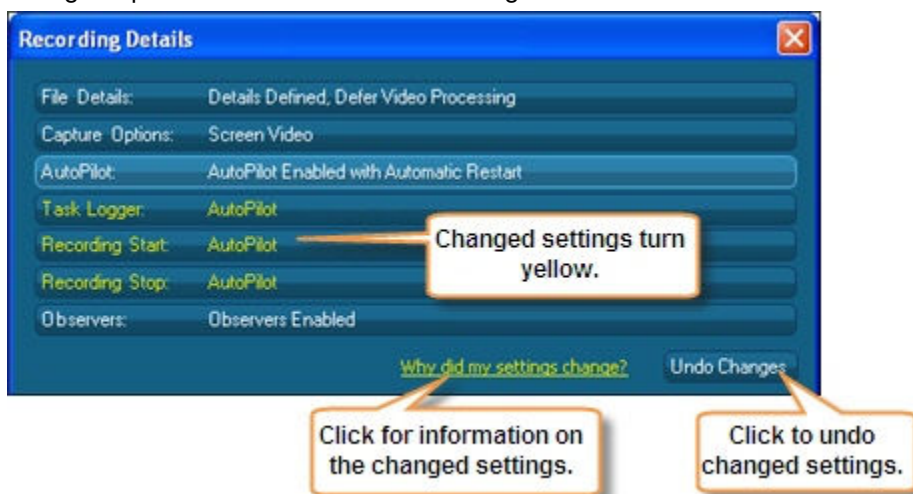 Recording Details
File Details: Details Defined, Defer Video Processing
Capture Options: Screen Video
AutoPilot: AutoPilot Enabled with Automatic Restart
Task Logger: AutoPilot
Recording Start: AutoPilot
Recording Stop: AutoPilot
Observers: Observers Enabled
Changed settings turn
yellow.
Why did my settings change? Undo Changes
Click for information on
the changed settings.
Click to undo
changed settings.